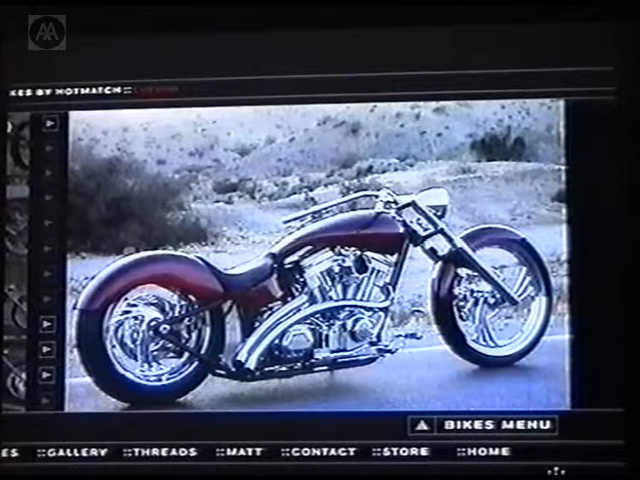 KES BY HOTMATCH::
BIKES MENU
ES ::GALLERY ::THREADS ::MATT ::CONTACT ::STORE ::HOME